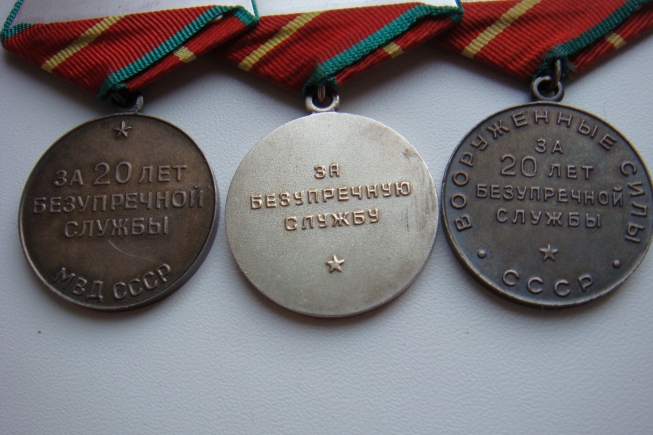 ЗА 20 ЛЕТ
БЕЗУПРЕЧНОЙ
СЛУЖБЫ
МВД СССР
ЗА
БЕЗУПРЕЧНУЮ
СЛУЖБУ
ВООРУЖЕННЫЕ СИЛЫ
ЗА
20 ЛЕТ
БЕЗУПРЕЧНОЙ
СЛУЖБЫ
СССР